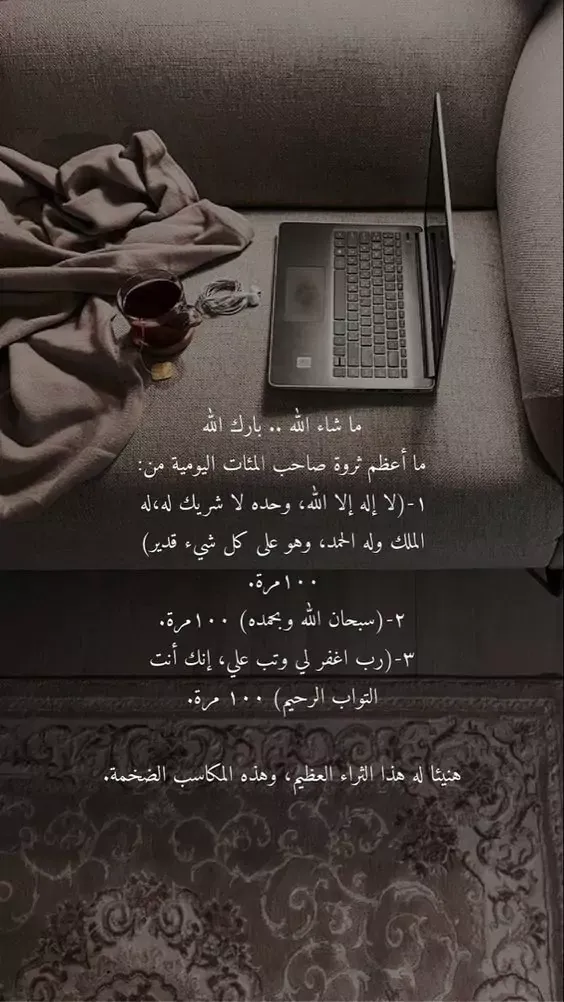 ما شاء الله .. بارك الله
ما أعظم ثروة صاحب المئات اليومية من:
١-(لا إله إلا الله، وحده لا شريك له،له
الملك وله الحمد، وهو على كل شيء قدير)
١٠٠مرة.
٢-(سبحان الله وبحمده) ١٠٠مرة.
٣-(رب اغفر لي وتب علي، إنك أنت
التواب الرحيم) ١٠٠ مرة.
هنيئا له هذا الثراء العظيم، وهذه المكاسب الضخمة.